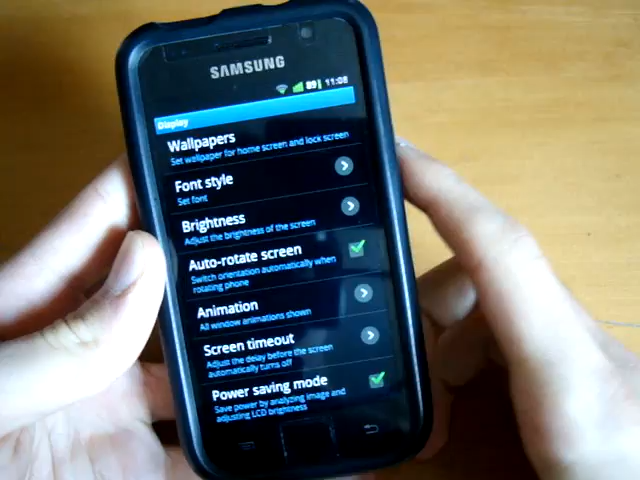 SAMSUNG
89 11:08
Display
Wallpapers
Set wallpaper for home screen and lock screen
Font style
Set font
Brightness
Adjust the brightness of the screen
Auto-rotate screen
Switch orientation automatically when
rotating phone
Animation
All window animations shown
Screen timeout
Adjust the delay before the screen
automatically turns off
Power saving mode
Save power by analyzing image and
adjusting LCD brightness